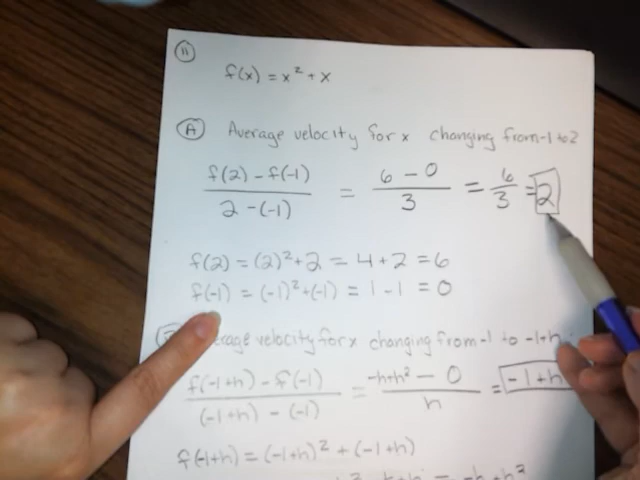 11
f(x) = x² + x
A Average velocity for x changing from -1 to 2
f(2) - f(-1) / 2 - (-1) = 6 - 0 / 3 = 6/3 = 2
f(2) = (2)² + 2 = 4 + 2 = 6
f(-1) = (-1)² + (-1) = 1 - 1 = 0
velocity for x changing from -1 to -1+h
f(-1+h) - f(-1) / (-1+h) - (-1) = -h+h² - 0 / h = -1+h
f(-1+h) = (-1+h)² + (-1+h)